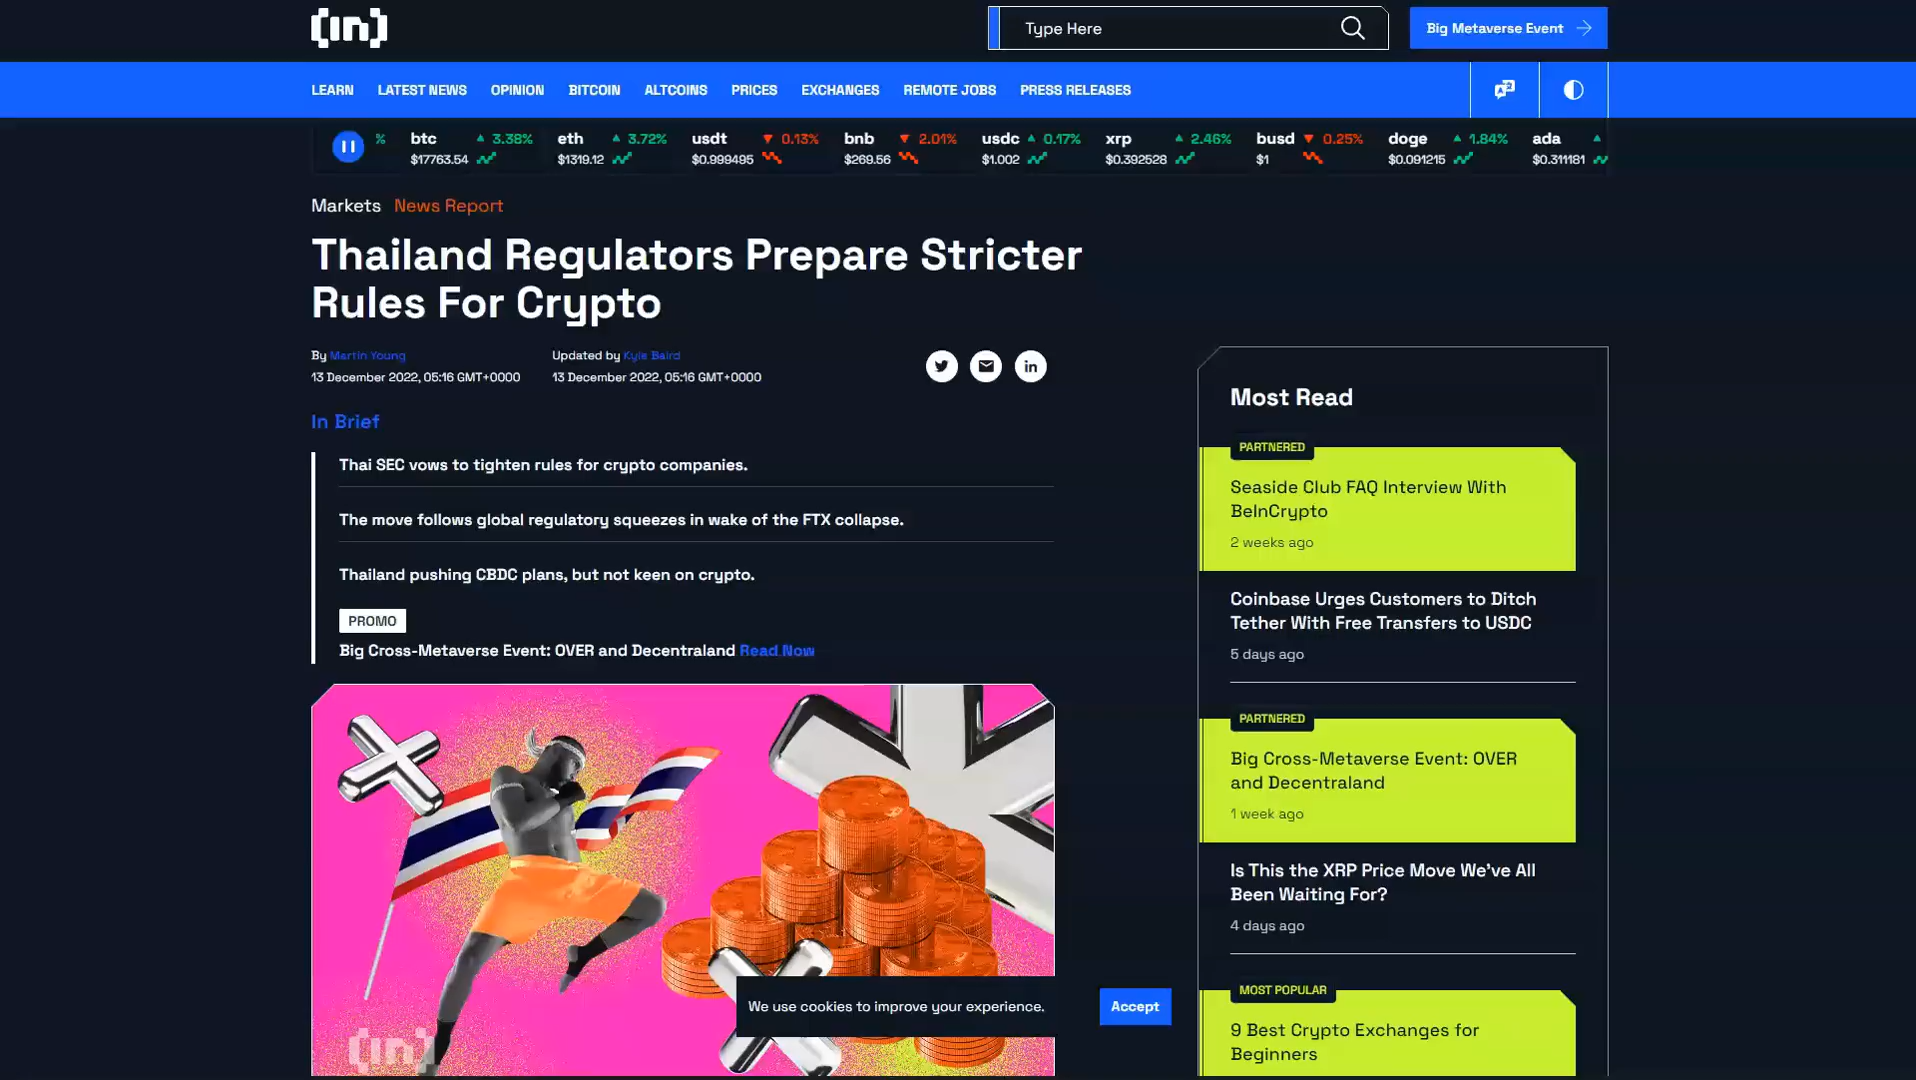 [in]
Type Here
Big Metaverse Event
LEARN
LATEST NEWS
OPINION
BITCOIN
ALTCOINS
PRICES
EXCHANGES
REMOTE JOBS
PRESS RELEASES
%
btc 3.38%
$17763.54
eth 3.72%
$1319.12
usdt 0.13%
$0.999495
bnb 2.01%
$269.56
usdc 0.17%
$1.002
xrp 2.46%
$0.392528
busd 0.25%
$1
doge 1.84%
$0.091215
ada
$0.311181
Markets News Report
Thailand Regulators Prepare Stricter
Rules For Crypto
By Martin Young
13 December 2022, 05:16 GMT+0000
Updated by Kyle Baird
13 December 2022, 05:16 GMT+0000
in
In Brief
Thai SEC vows to tighten rules for crypto companies.
The move follows global regulatory squeezes in wake of the FTX collapse.
Thailand pushing CBDC plans, but not keen on crypto.
PROMO
Big Cross-Metaverse Event: OVER and Decentraland Read Now
[in]
We use cookies to improve your experience.
Accept
Most Read
PARTNERED
Seaside Club FAQ Interview With
BeInCrypto
2 weeks ago
Coinbase Urges Customers to Ditch
Tether With Free Transfers to USDC
5 days ago
PARTNERED
Big Cross-Metaverse Event: OVER
and Decentraland
1 week ago
Is This the XRP Price Move We've All
Been Waiting For?
4 days ago
MOST POPULAR
9 Best Crypto Exchanges for
Beginners